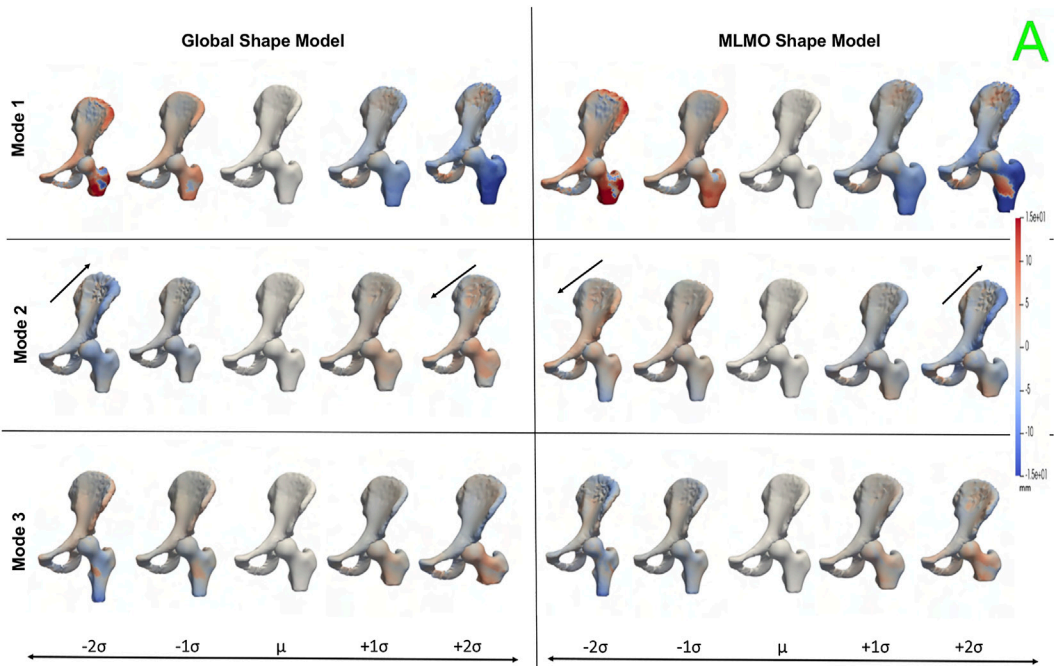 Global Shape Model
MLMO Shape Model
A
Mode 1
Mode 2
Mode 3
1.5e+01
10
5
0
-5
-10
-1.5e+01
mm
-2σ -1σ μ +1σ +2σ
-2σ -1σ μ +1σ +2σ